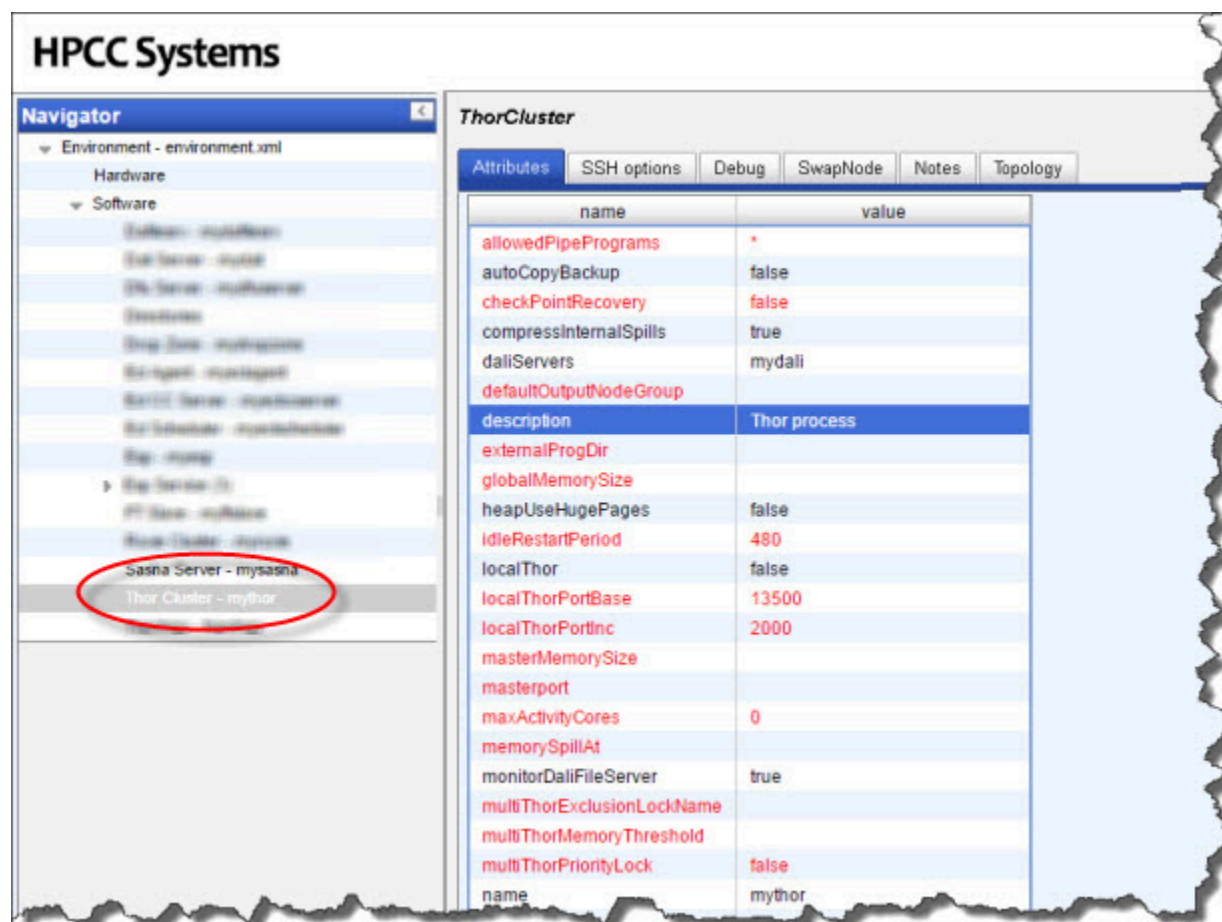 HPCC Systems
Navigator
Environment - environment.xml
Hardware
Software
Directories
Sasha Server - mysasha
Thor Cluster - mythor
ThorCluster
Attributes SSH options Debug SwapNode Notes Topology
name value
allowedPipePrograms *
autoCopyBackup false
checkPointRecovery false
compressInternalSpills true
daliServers mydali
defaultOutputNodeGroup
description Thor process
externalProgDir
globalMemorySize
heapUseHugePages false
idleRestartPeriod 480
localThor false
localThorPortBase 13500
localThorPortInc 2000
masterMemorySize
masterport
maxActivityCores 0
memorySpillAt
monitorDaliFileServer true
multiThorExclusionLockName
multiThorMemoryThreshold
multiThorPriorityLock false
name mythor